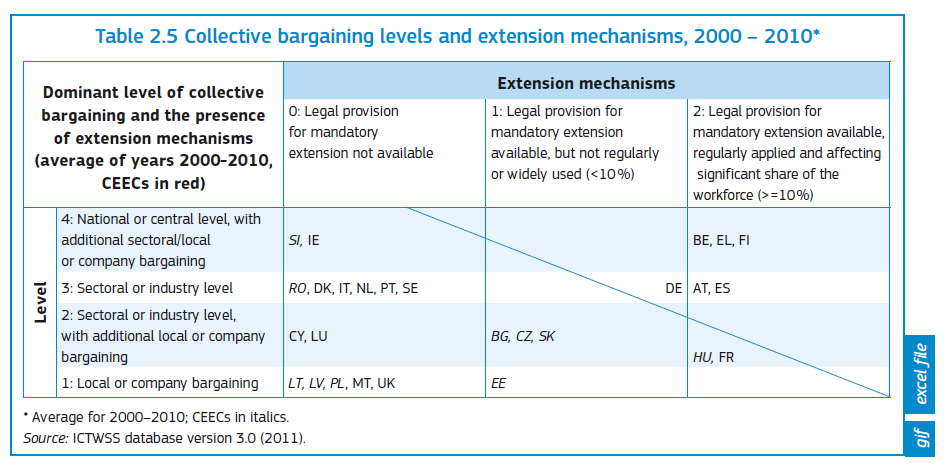 Table 2.5 Collective bargaining levels and extension mechanisms, 2000 – 2010*
Dominant level of collective
bargaining and the presence
of extension mechanisms
(average of years 2000-2010,
CEECs in red)
Extension mechanisms
0: Legal provision
for mandatory
extension not available
1: Legal provision for
mandatory extension
available, but not regularly
or widely used (<10%)
2: Legal provision for
mandatory extension available,
regularly applied and affecting
significant share of the
workforce (>=10%)
Level
4: National or central level, with
additional sectoral/local
or company bargaining
SI, IE
BE, EL, FI
3: Sectoral or industry level
RO, DK, IT, NL, PT, SE
DE
AT, ES
2: Sectoral or industry level,
with additional local or company
bargaining
CY, LU
BG, CZ, SK
HU, FR
1: Local or company bargaining
LT, LV, PL, MT, UK
EE
* Average for 2000–2010; CEECs in italics.
Source: ICTWSS database version 3.0 (2011).
excel file
gif